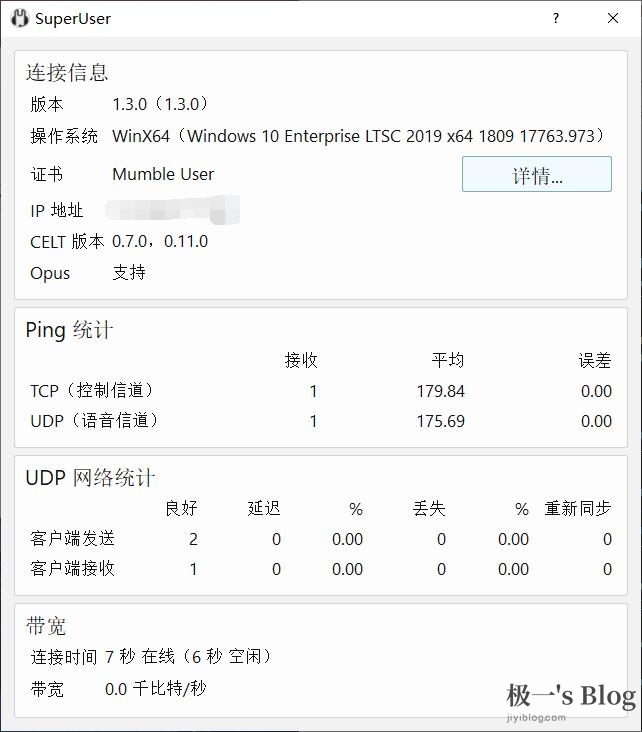 SuperUser
连接信息
版本 1.3.0（1.3.0）
操作系统 WinX64（Windows 10 Enterprise LTSC 2019 x64 1809 17763.973）
证书 Mumble User 详情...
IP 地址
CELT 版本 0.7.0，0.11.0
Opus 支持
Ping 统计
接收 平均 误差
TCP（控制信道） 1 179.84 0.00
UDP（语音信道） 1 175.69 0.00
UDP 网络统计
良好 延迟 % 丢失 % 重新同步
客户端发送 2 0 0.00 0 0.00 0
客户端接收 1 0 0.00 0 0.00 0
带宽
连接时间 7 秒 在线（6 秒 空闲）
带宽 0.0 千比特/秒
极一's Blog
jiyiblog.com